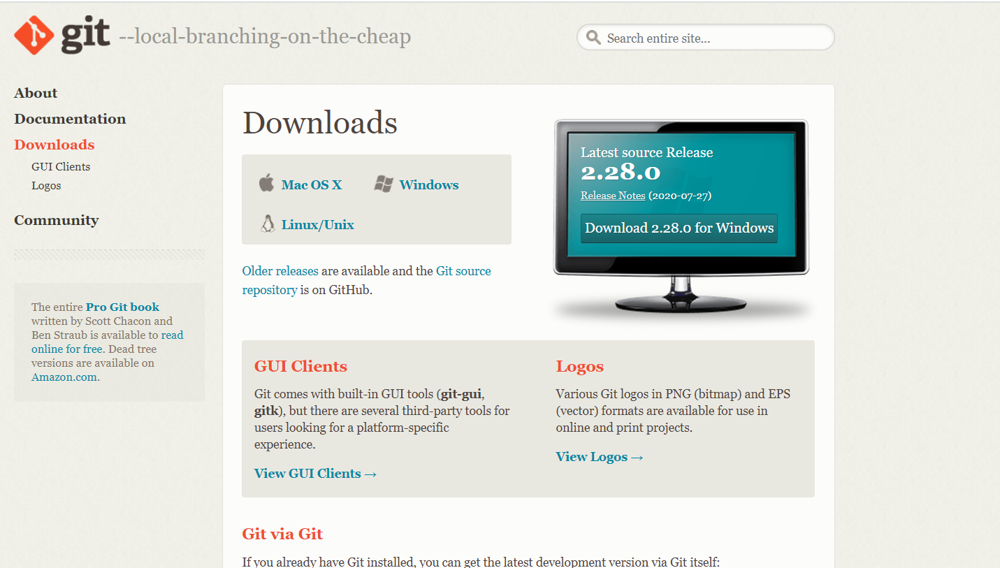 git --local-branching-on-the-cheap
Search entire site...
About
Documentation
Downloads
GUI Clients
Logos
Community
The entire Pro Git book
written by Scott Chacon and
Ben Straub is available to read
online for free. Dead tree
versions are available on
Amazon.com.
Downloads
Mac OS X
Windows
Linux/Unix
Older releases are available and the Git source
repository is on GitHub.
Latest source Release
2.28.0
Release Notes (2020-07-27)
Download 2.28.0 for Windows
GUI Clients
Git comes with built-in GUI tools (git-gui,
gitk), but there are several third-party tools for
users looking for a platform-specific
experience.
View GUI Clients →
Logos
Various Git logos in PNG (bitmap) and EPS
(vector) formats are available for use in
online and print projects.
View Logos →
Git via Git
If you already have Git installed, you can get the latest development version via Git itself: